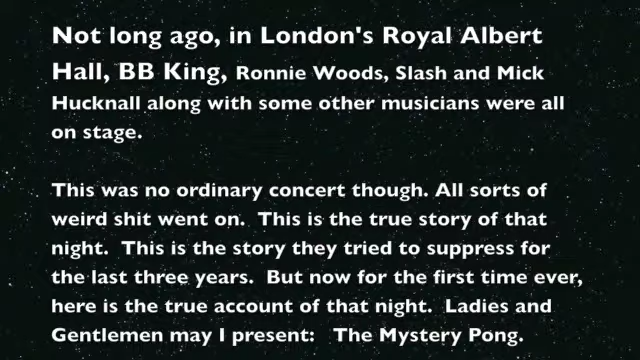 Not long ago, in London's Royal Albert
Hall, BB King, Ronnie Woods, Slash and Mick
Hucknall along with some other musicians were all
on stage.
This was no ordinary concert though. All sorts of
weird shit went on. This is the true story of that
night. This is the story they tried to suppress for
the last three years. But now for the first time ever,
here is the true account of that night. Ladies and
Gentlemen may I present: The Mystery Pong.